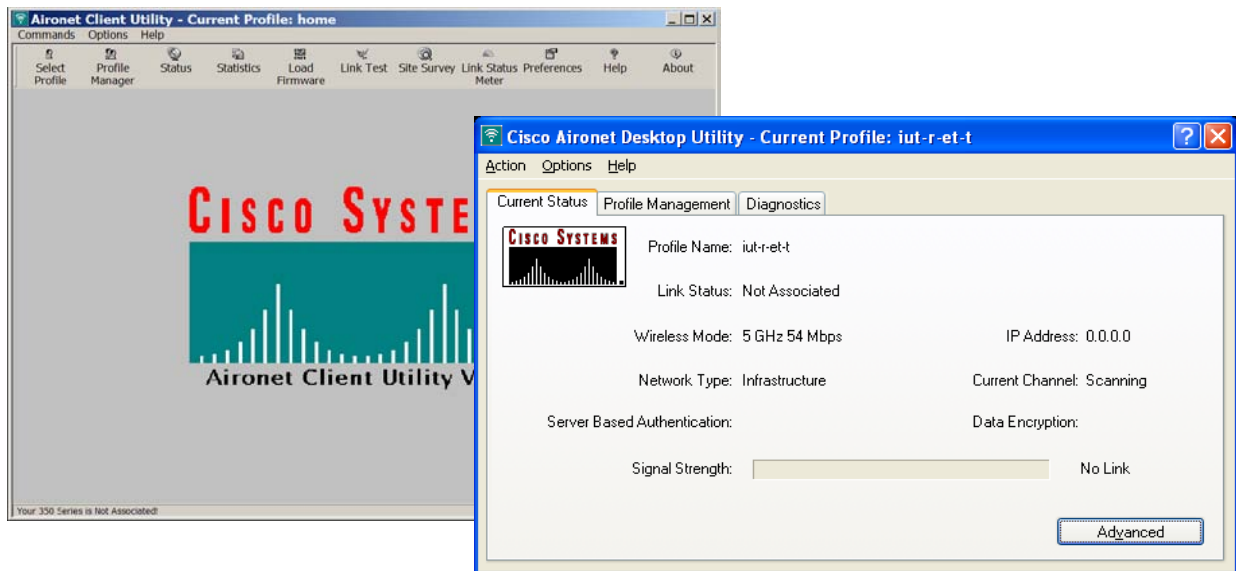 Aironet Client Utility - Current Profile: home
Commands Options Help
Select Profile
Profile Manager
Status
Statistics
Load Firmware
Link Test
Site Survey
Link Status Meter
Preferences
Help
About
CISCO SYSTE
Aironet Client Utility V
Your 350 Series is Not Associated!
Cisco Aironet Desktop Utility - Current Profile: iut-r-et-t
Action Options Help
Current Status Profile Management Diagnostics
CISCO SYSTEMS
Profile Name: iut-r-et-t
Link Status: Not Associated
Wireless Mode: 5 GHz 54 Mbps IP Address: 0.0.0.0
Network Type: Infrastructure Current Channel: Scanning
Server Based Authentication: Data Encryption:
Signal Strength: No Link
Advanced